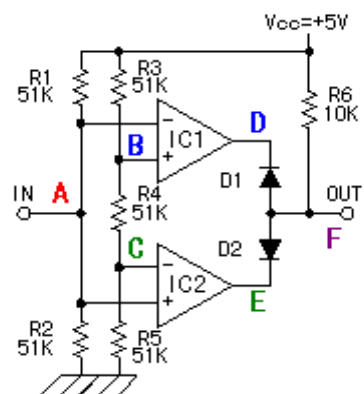 Vcc=+5V
R1
51K
R3
51K
R6
10K
D
B
IC1
-
+
D1
IN
A
R4
51K
OUT
F
C
D2
IC2
-
+
E
R2
51K
R5
51K